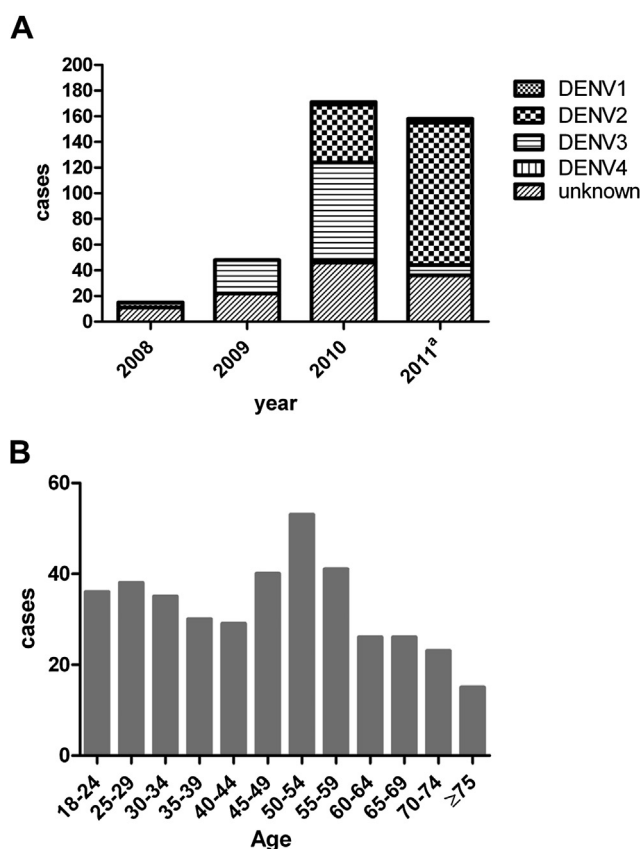 A
200
180
160
140
120
100
80
60
40
20
0
cases
2008
2009
2010
2011ᵃ
year
DENV1
DENV2
DENV3
DENV4
unknown
B
60
40
20
0
cases
18-24
25-29
30-34
35-39
40-44
45-49
50-54
55-59
60-64
65-69
70-74
≥75
Age